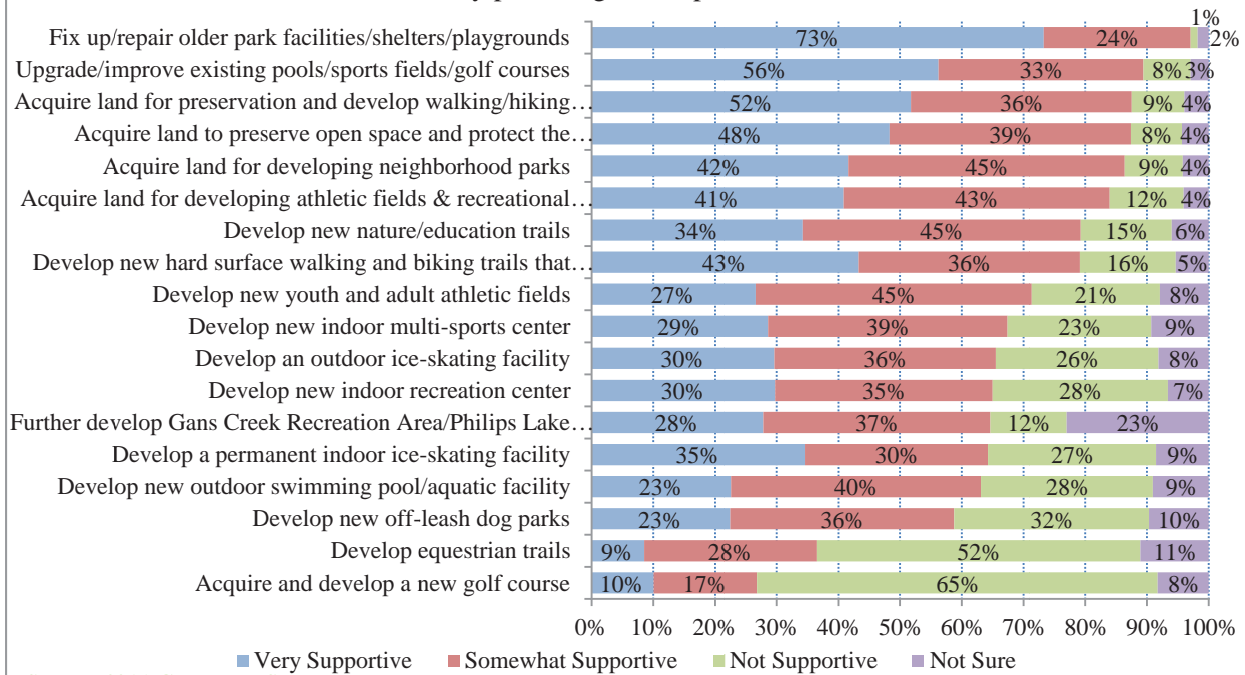 1%
Fix up/repair older park facilities/shelters/playgrounds 73% 24% 2%
Upgrade/improve existing pools/sports fields/golf courses 56% 33% 8% 3%
Acquire land for preservation and develop walking/hiking… 52% 36% 9% 4%
Acquire land to preserve open space and protect the… 48% 39% 8% 4%
Acquire land for developing neighborhood parks 42% 45% 9% 4%
Acquire land for developing athletic fields & recreational… 41% 43% 12% 4%
Develop new nature/education trails 34% 45% 15% 6%
Develop new hard surface walking and biking trails that… 43% 36% 16% 5%
Develop new youth and adult athletic fields 27% 45% 21% 8%
Develop new indoor multi-sports center 29% 39% 23% 9%
Develop an outdoor ice-skating facility 30% 36% 26% 8%
Develop new indoor recreation center 30% 35% 28% 7%
Further develop Gans Creek Recreation Area/Philips Lake… 28% 37% 12% 23%
Develop a permanent indoor ice-skating facility 35% 30% 27% 9%
Develop new outdoor swimming pool/aquatic facility 23% 40% 28% 9%
Develop new off-leash dog parks 23% 36% 32% 10%
Develop equestrian trails 9% 28% 52% 11%
Acquire and develop a new golf course 10% 17% 65% 8%
0% 10% 20% 30% 40% 50% 60% 70% 80% 90% 100%
Very Supportive Somewhat Supportive Not Supportive Not Sure